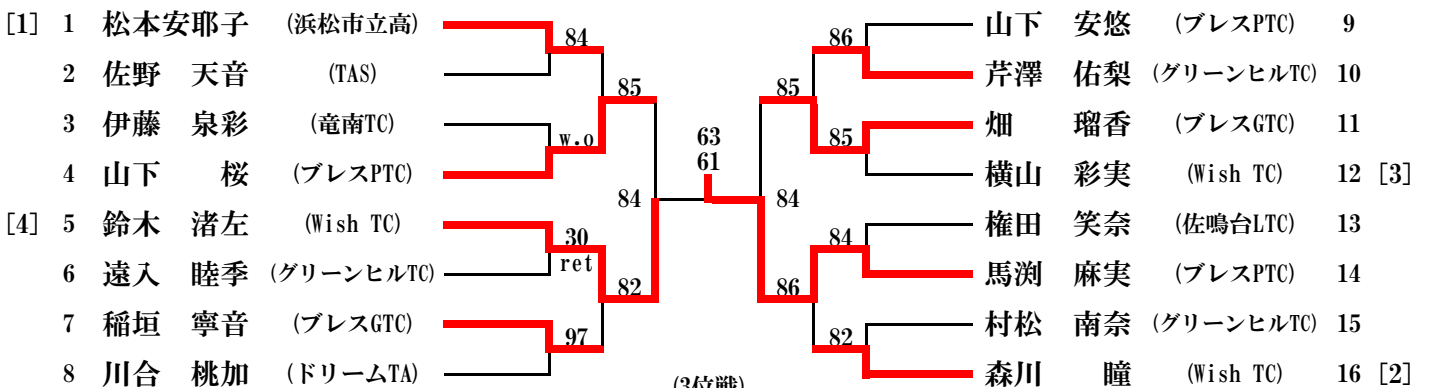 [1] 1 松本安耶子 (浜松市立高) 84 86 山下 安悠 (ブレスPTC) 9
2 佐野 天音 (TAS) 芹澤 佑梨 (グリーンヒルTC) 10
85 85
3 伊藤 泉彩 (竜南TC) w.o 63 85 畑 瑠香 (ブレスGTC) 11
61
4 山下 桜 (ブレスPTC) 横山 彩実 (Wish TC) 12 [3]
84 84
[4] 5 鈴木 渚左 (Wish TC) 30 84 権田 笑奈 (佐鳴台LTC) 13
6 遠入 睦季 (グリーンヒルTC) ret 馬渕 麻実 (ブレスPTC) 14
82 86
7 稲垣 寧音 (ブレスGTC) 97 82 村松 南奈 (グリーンヒルTC) 15
8 川合 桃加 (ドリームTA) 森川 瞳 (Wish TC) 16 [2]
(3位戦)